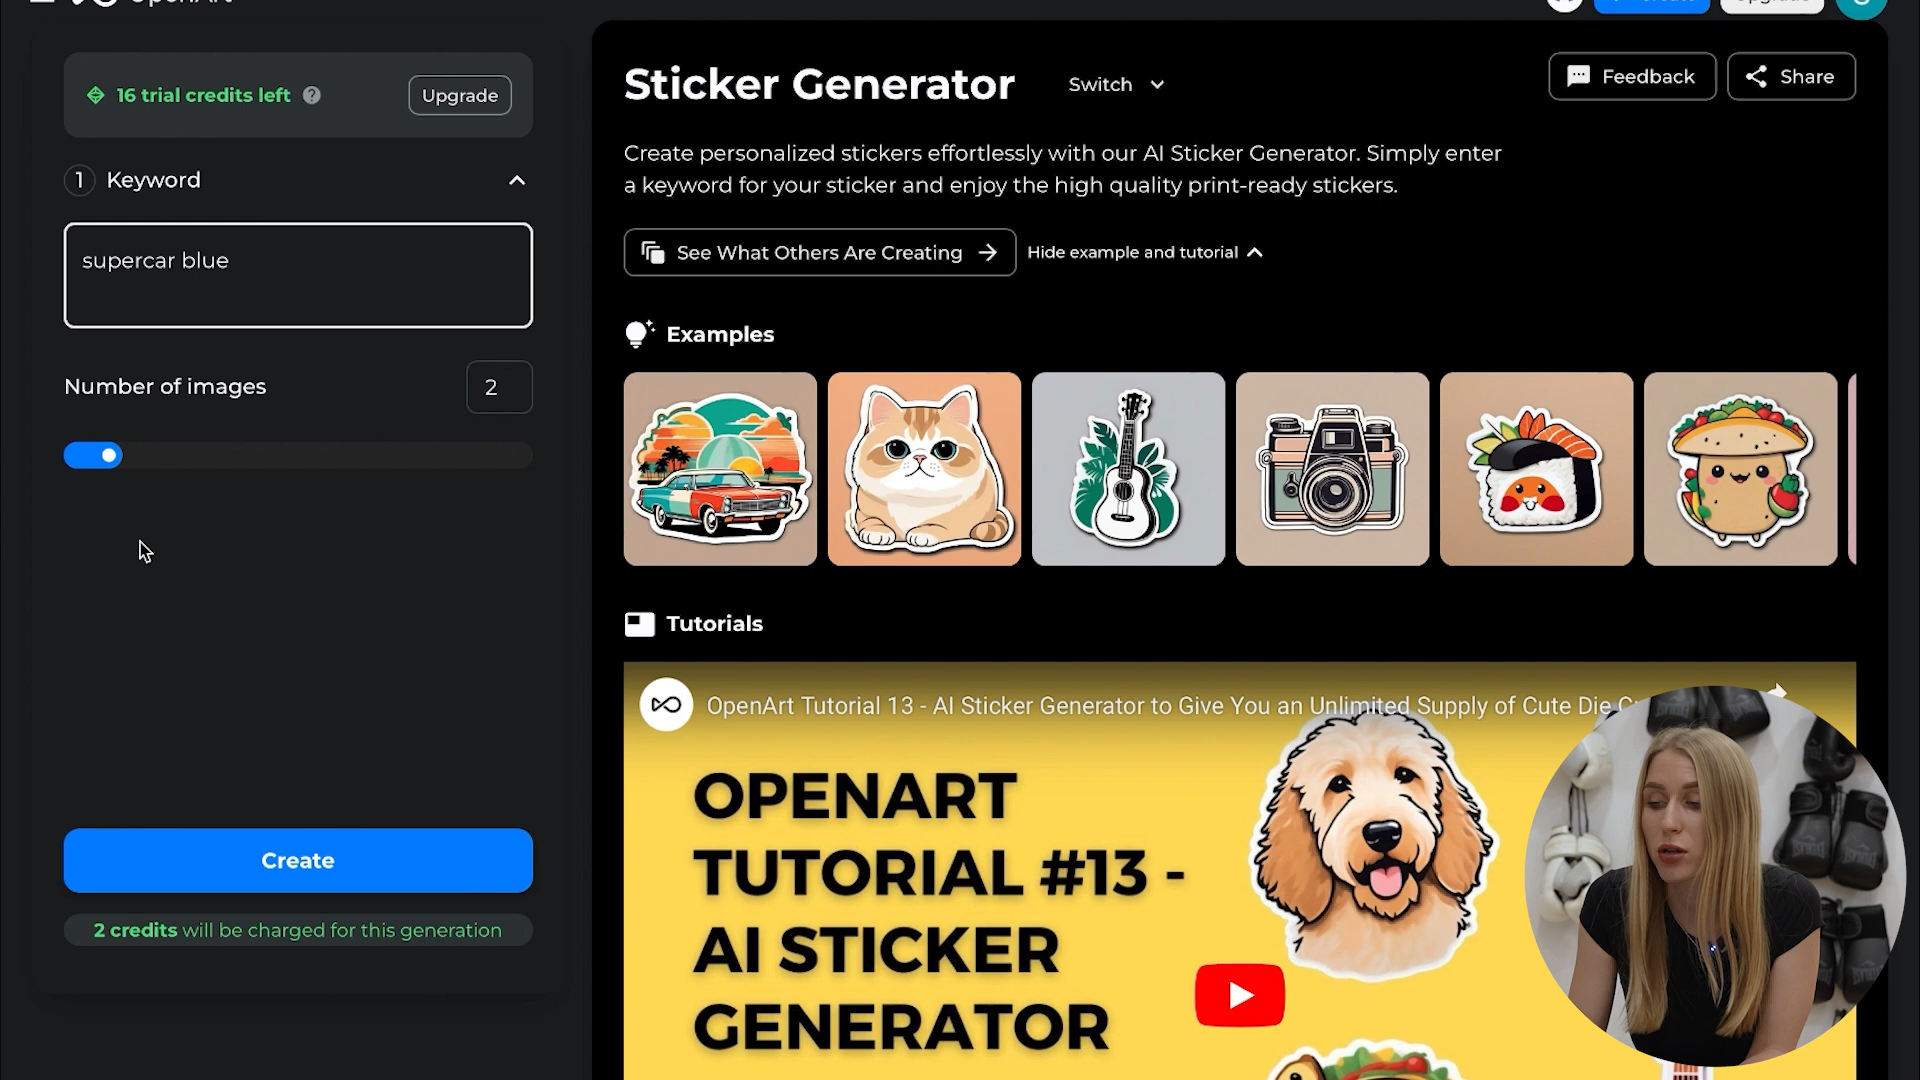 16 trial credits left ?
Upgrade
1 Keyword
supercar blue
Number of images
2
Create
2 credits will be charged for this generation
Sticker Generator
Switch
Feedback
Share
Create personalized stickers effortlessly with our AI Sticker Generator. Simply enter
a keyword for your sticker and enjoy the high quality print-ready stickers.
See What Others Are Creating
Hide example and tutorial
Examples
Tutorials
OpenArt Tutorial 13 - AI Sticker Generator to Give You an Unlimited Supply of Cute Die
OPENART
TUTORIAL #13 -
AI STICKER
GENERATOR